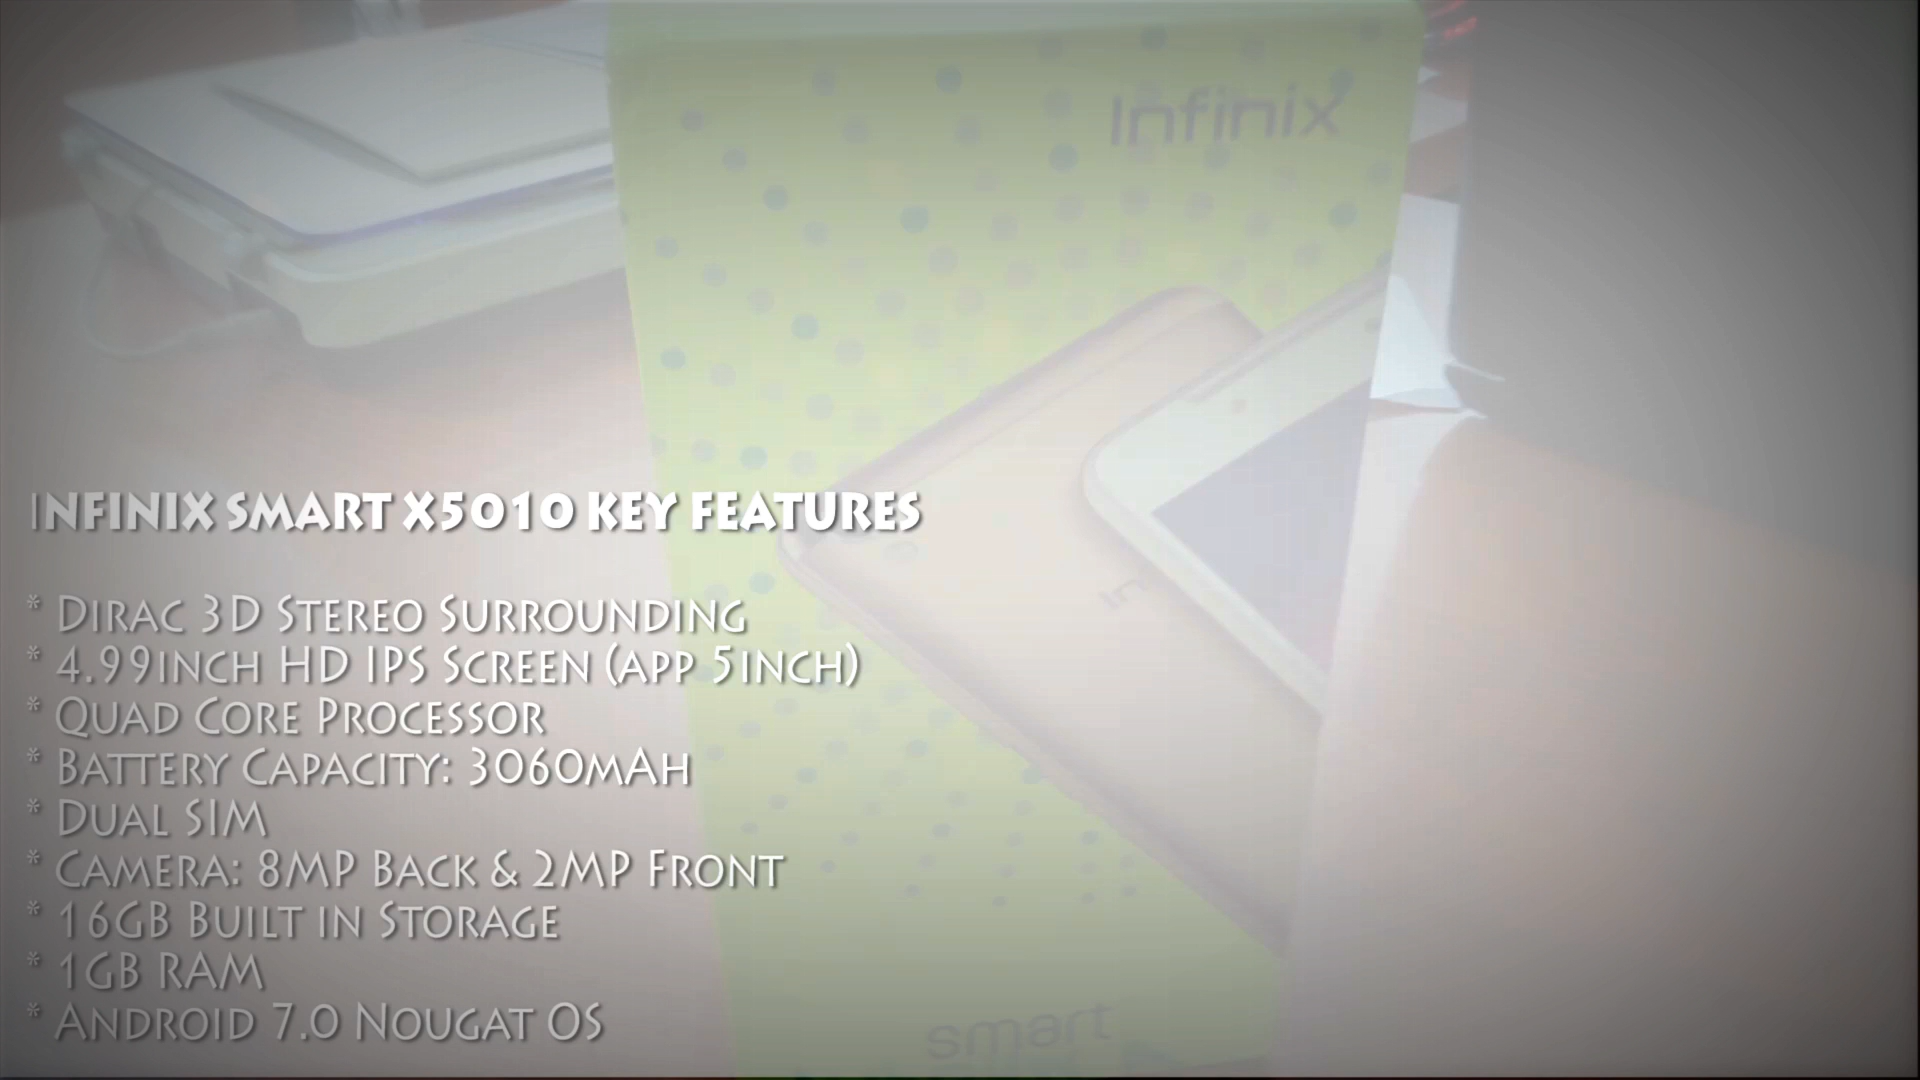 Infinix
INFINIX SMART X5010 KEY FEATURES
* DIRAC 3D STEREO SURROUNDING
* 4.99INCH HD IPS SCREEN (APP 5INCH)
* QUAD CORE PROCESSOR
* BATTERY CAPACITY: 3060MAH
* DUAL SIM
* CAMERA: 8MP BACK & 2MP FRONT
* 16GB BUILT IN STORAGE
* 1GB RAM
* ANDROID 7.0 NOUGAT OS
smart